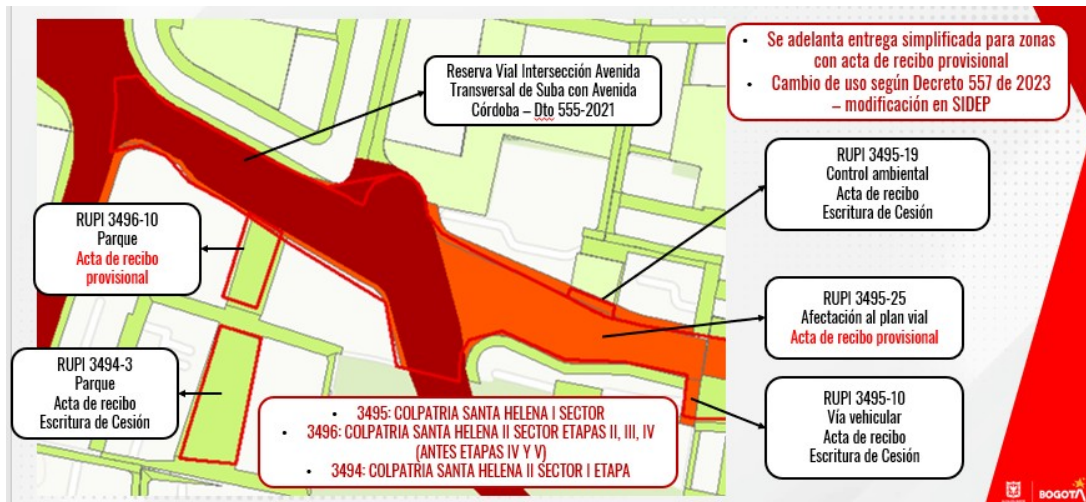 Reserva Vial Intersección Avenida
Transversal de Suba con Avenida
Córdoba – Dto 555-2021
• Se adelanta entrega simplificada para zonas
con acta de recibo provisional
• Cambio de uso según Decreto 557 de 2023
– modificación en SIDEP
RUPI 3495-19
Control ambiental
Acta de recibo
Escritura de Cesión
RUPI 3496-10
Parque
Acta de recibo
provisional
RUPI 3495-25
Afectación al plan vial
Acta de recibo provisional
RUPI 3494-3
Parque
Acta de recibo
Escritura de Cesión
• 3495: COLPATRIA SANTA HELENA I SECTOR
• 3496: COLPATRIA SANTA HELENA II SECTOR ETAPAS II, III, IV
(ANTES ETAPAS IV Y V)
• 3494: COLPATRIA SANTA HELENA II SECTOR I ETAPA
RUPI 3495-10
Vía vehicular
Acta de recibo
Escritura de Cesión
BOGOTÁ